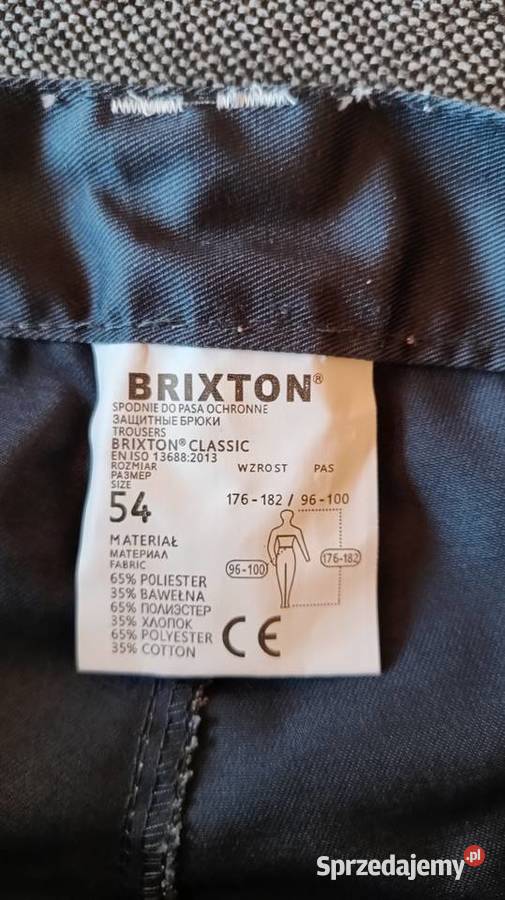 BRIXTON®
SPODNIE DO PASA OCHRONNE
ЗАЩИТНЫЕ БРЮКИ
TROUSERS
BRIXTON® CLASSIC
EN ISO 13688:2013
ROZMIAR WZROST PAS
РАЗМЕР
SIZE
54 176 - 182 / 96 - 100
MATERIAŁ
МАТЕРИАЛ
FABRIC
96-100 176-182
65% POLIESTER
35% BAWEŁNA
65% ПОЛИЭСТЕР
35% ХЛОПОК
65% POLYESTER
35% COTTON
CE
Sprzedajemy.pl